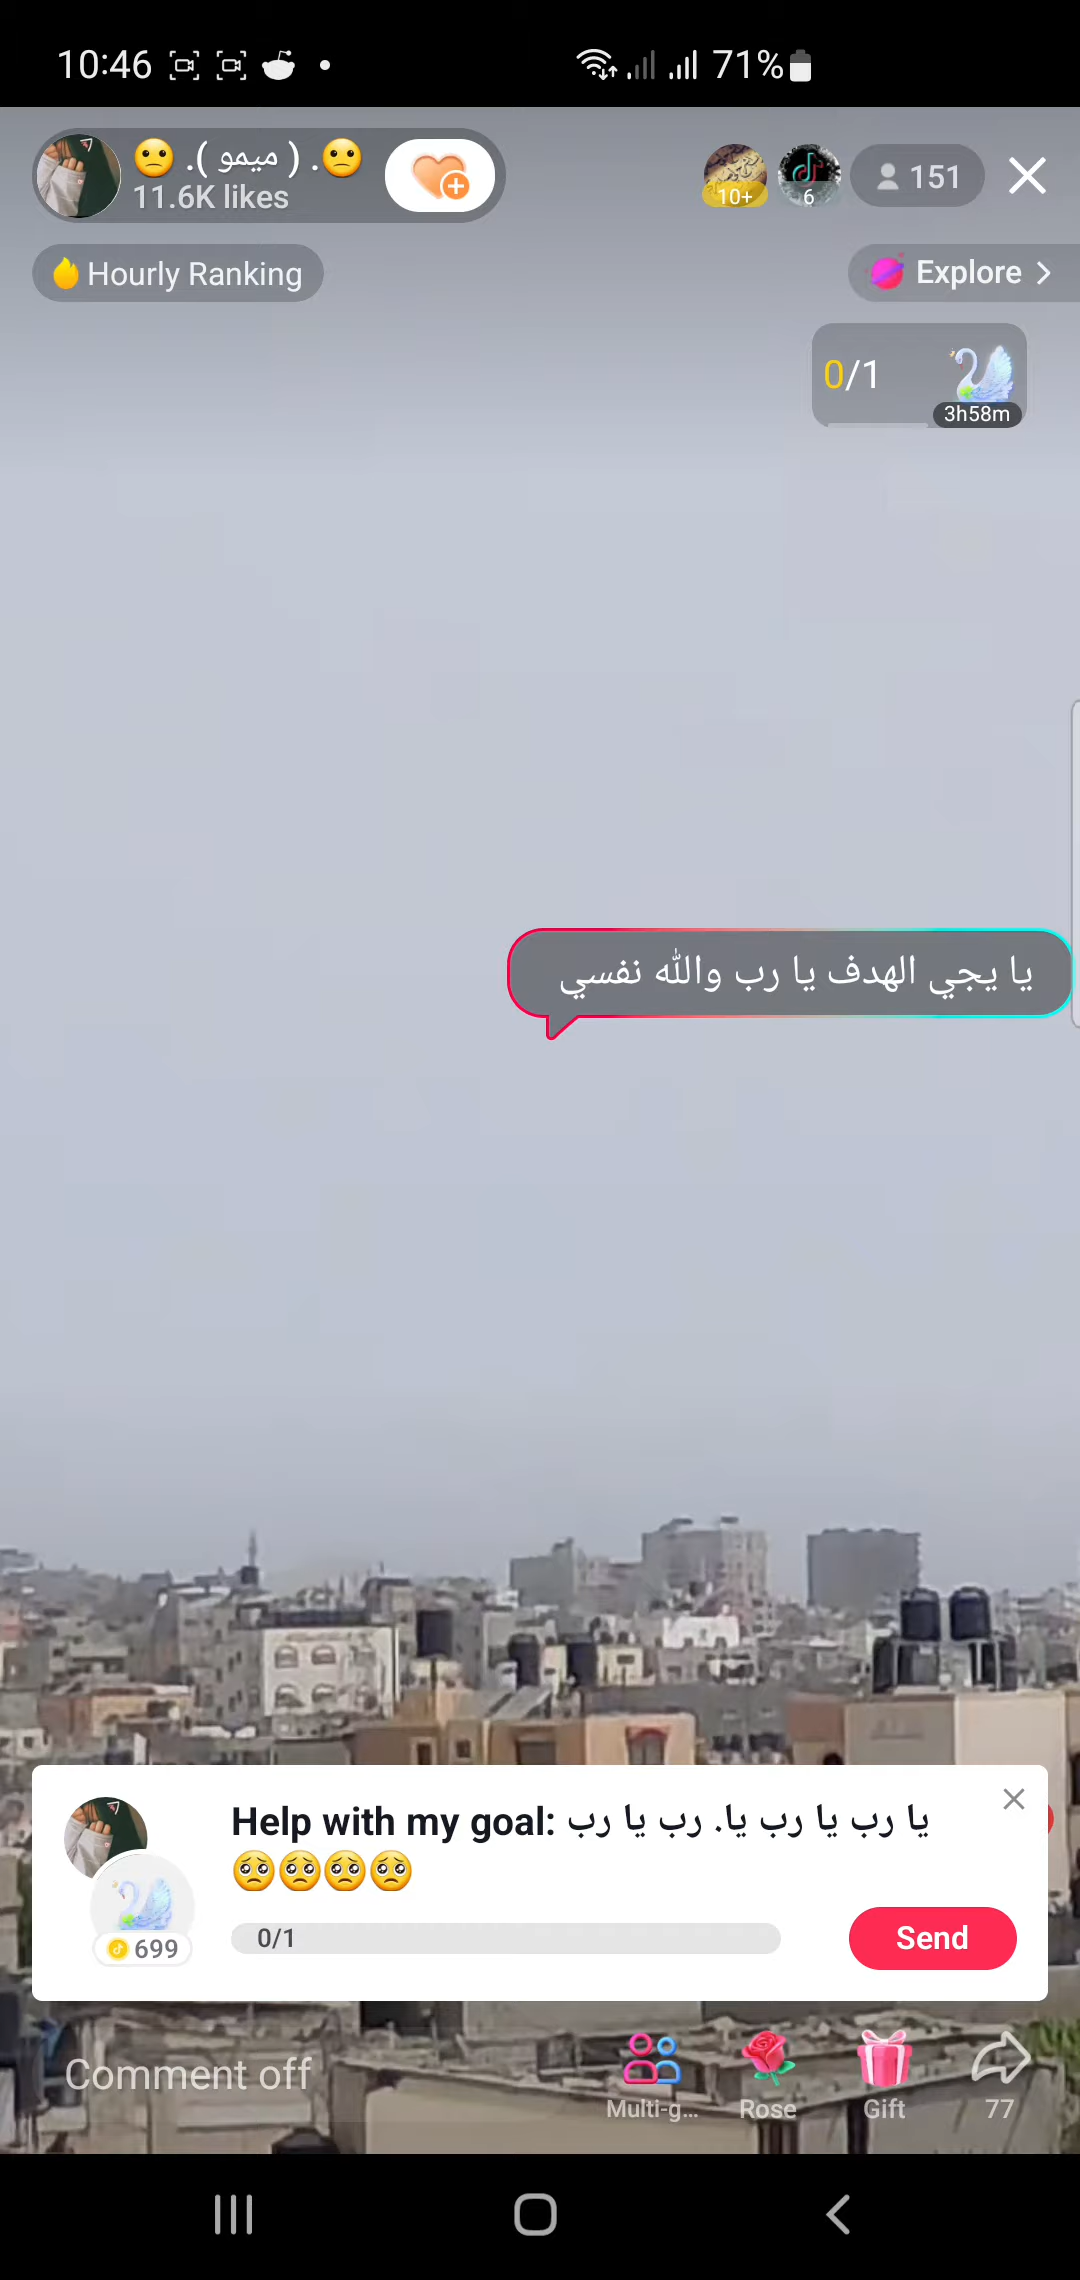 10:46
71%
🙁 .( ميمو ). 🙁
11.6K likes
10+
6
151
Hourly Ranking
Explore
0/1
3h58m
يا يجي الهدف يا رب والله نفسي
Help with my goal: يا رب يا رب يا. رب يا رب
🥺🥺🥺🥺
0/1
699
Send
Comment off
Multi-g...
Rose
Gift
77